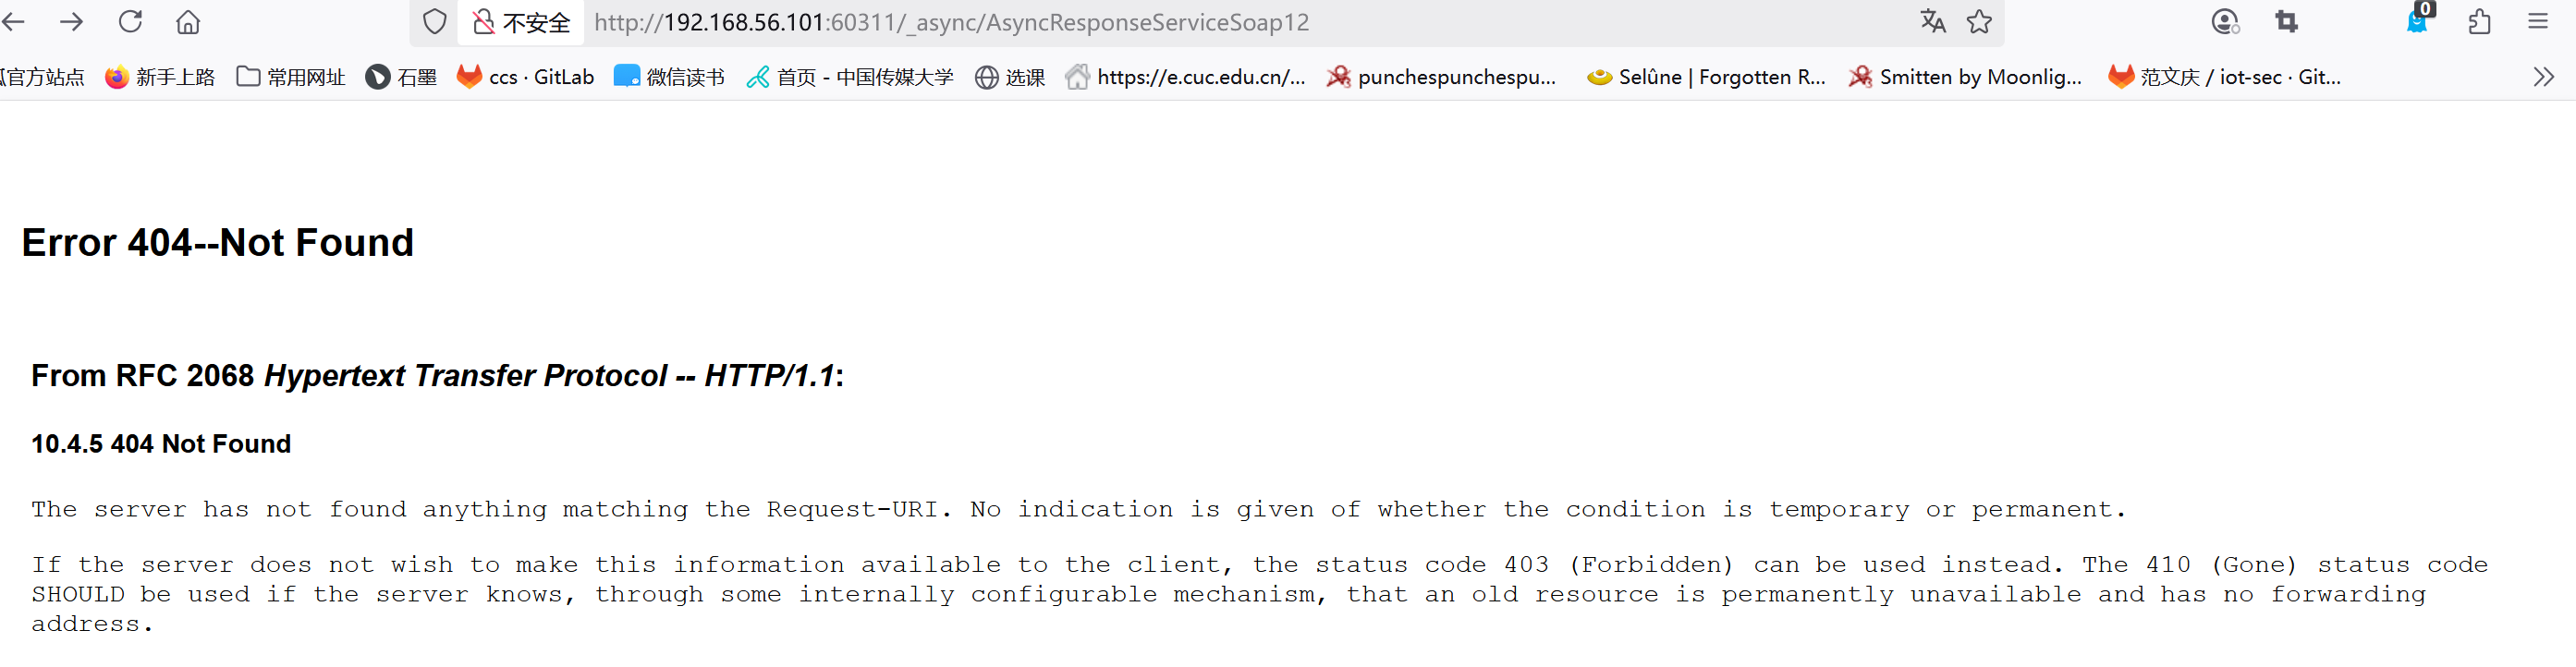 不安全 http://192.168.56.101:60311/_async/AsyncResponseServiceSoap12 0
官方站点 新手上路 常用网址 石墨 ccs · GitLab 微信读书 首页 - 中国传媒大学 选课 https://e.cuc.edu.cn/... punchespunchespu... Selûne | Forgotten R... Smitten by Moonlig... 范文庆 / iot-sec · Git...
Error 404--Not Found
From RFC 2068 Hypertext Transfer Protocol -- HTTP/1.1:
10.4.5 404 Not Found
The server has not found anything matching the Request-URI. No indication is given of whether the condition is temporary or permanent.
If the server does not wish to make this information available to the client, the status code 403 (Forbidden) can be used instead. The 410 (Gone) status code
SHOULD be used if the server knows, through some internally configurable mechanism, that an old resource is permanently unavailable and has no forwarding
address.